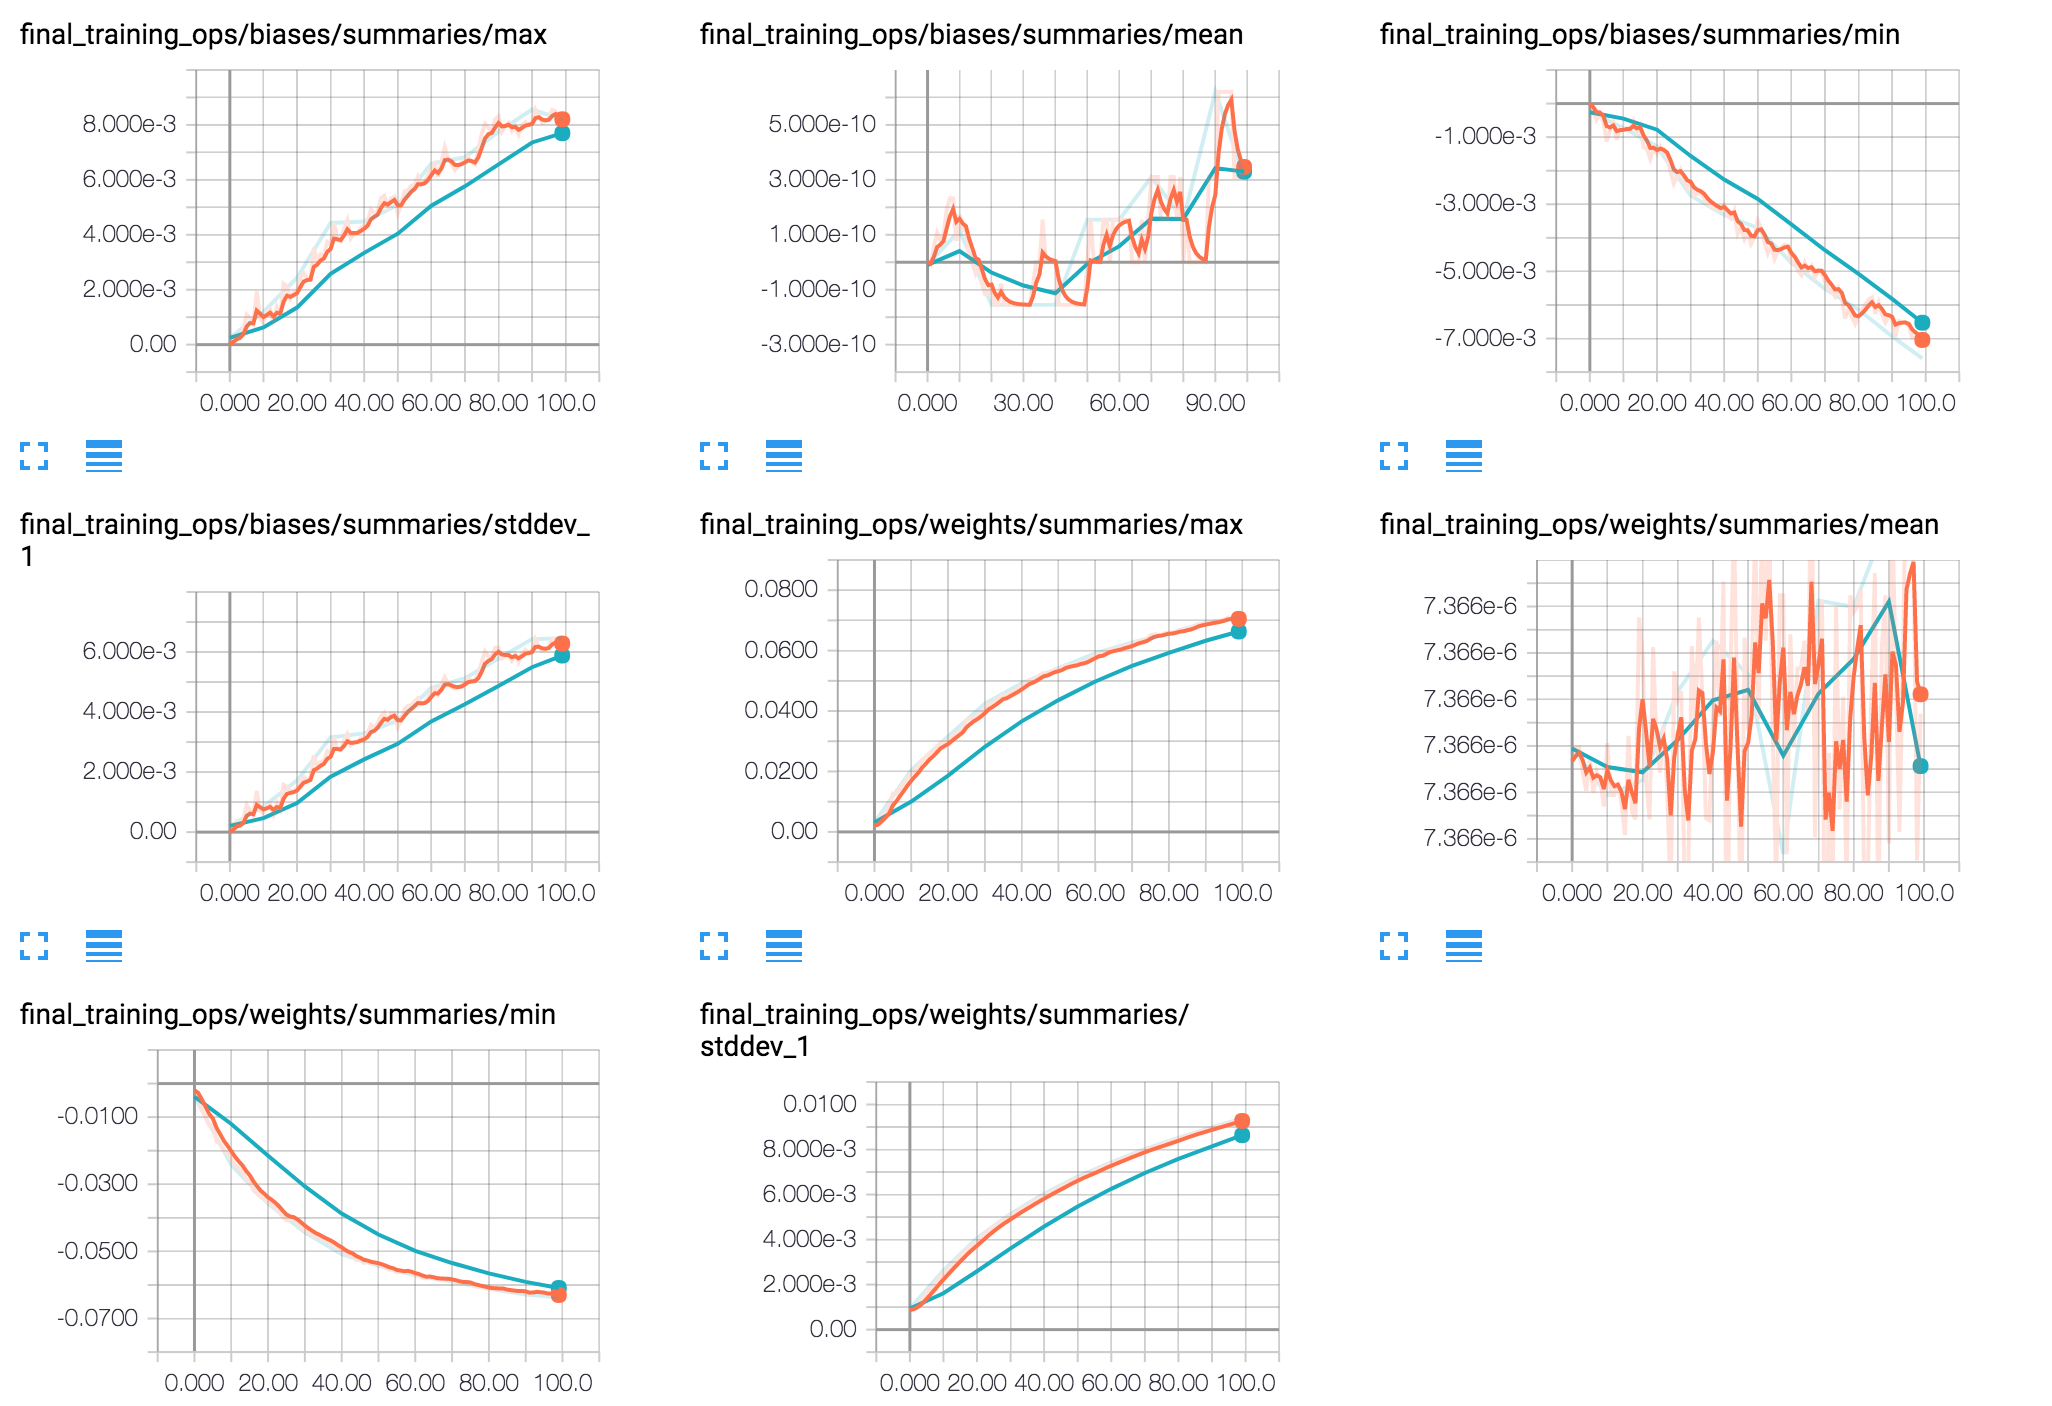 final_training_ops/biases/summaries/max
8.000e-3
6.000e-3
4.000e-3
2.000e-3
0.00
0.000 20.00 40.00 60.00 80.00 100.0
final_training_ops/biases/summaries/mean
5.000e-10
3.000e-10
1.000e-10
-1.000e-10
-3.000e-10
0.000 30.00 60.00 90.00
final_training_ops/biases/summaries/min
-1.000e-3
-3.000e-3
-5.000e-3
-7.000e-3
0.000 20.00 40.00 60.00 80.00 100.0
final_training_ops/biases/summaries/stddev_
1
6.000e-3
4.000e-3
2.000e-3
0.00
0.000 20.00 40.00 60.00 80.00 100.0
final_training_ops/weights/summaries/max
0.0800
0.0600
0.0400
0.0200
0.00
0.000 20.00 40.00 60.00 80.00 100.0
final_training_ops/weights/summaries/mean
7.366e-6
7.366e-6
7.366e-6
7.366e-6
7.366e-6
7.366e-6
0.000 20.00 40.00 60.00 80.00 100.0
final_training_ops/weights/summaries/min
-0.0100
-0.0300
-0.0500
-0.0700
0.000 20.00 40.00 60.00 80.00 100.0
final_training_ops/weights/summaries/
stddev_1
0.0100
8.000e-3
6.000e-3
4.000e-3
2.000e-3
0.00
0.000 20.00 40.00 60.00 80.00 100.0